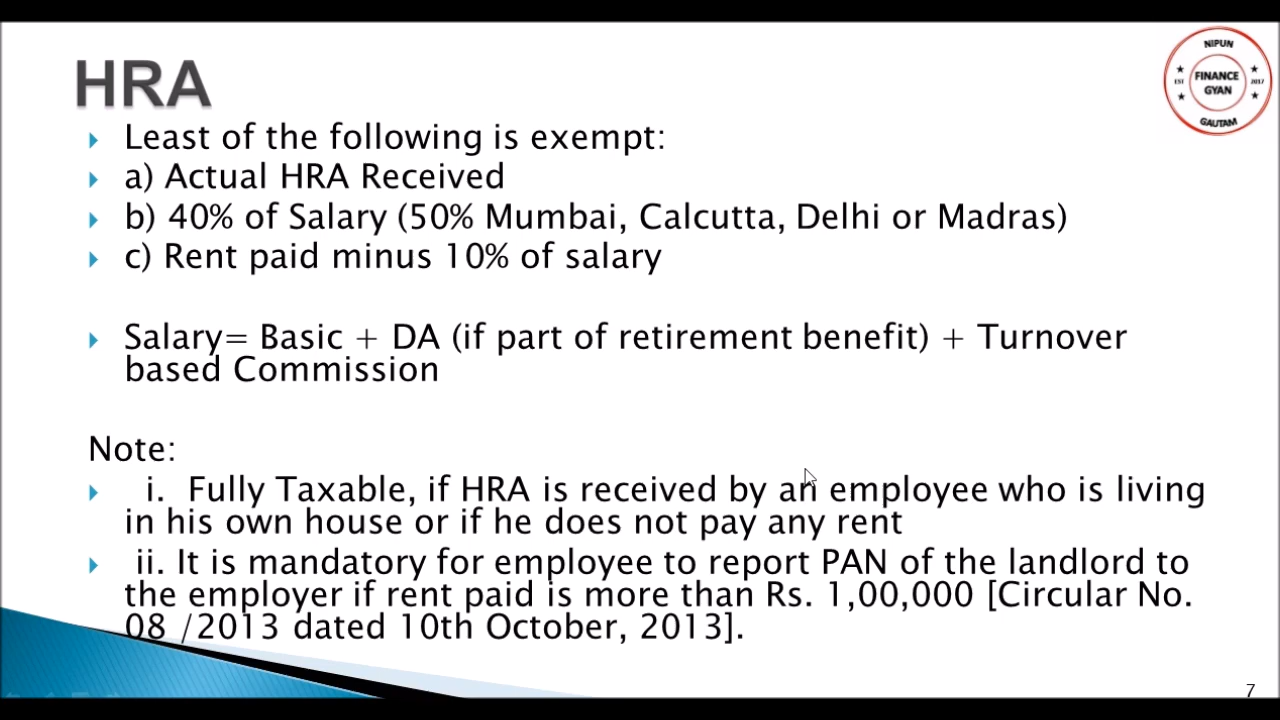 HRA
NIPUN
EST FINANCE 2017
GYAN
GAUTAM
Least of the following is exempt:
a) Actual HRA Received
b) 40% of Salary (50% Mumbai, Calcutta, Delhi or Madras)
c) Rent paid minus 10% of salary
Salary= Basic + DA (if part of retirement benefit) + Turnover
based Commission
Note:
i. Fully Taxable, if HRA is received by an employee who is living
in his own house or if he does not pay any rent
ii. It is mandatory for employee to report PAN of the landlord to
the employer if rent paid is more than Rs. 1,00,000 [Circular No.
08 /2013 dated 10th October, 2013].
7